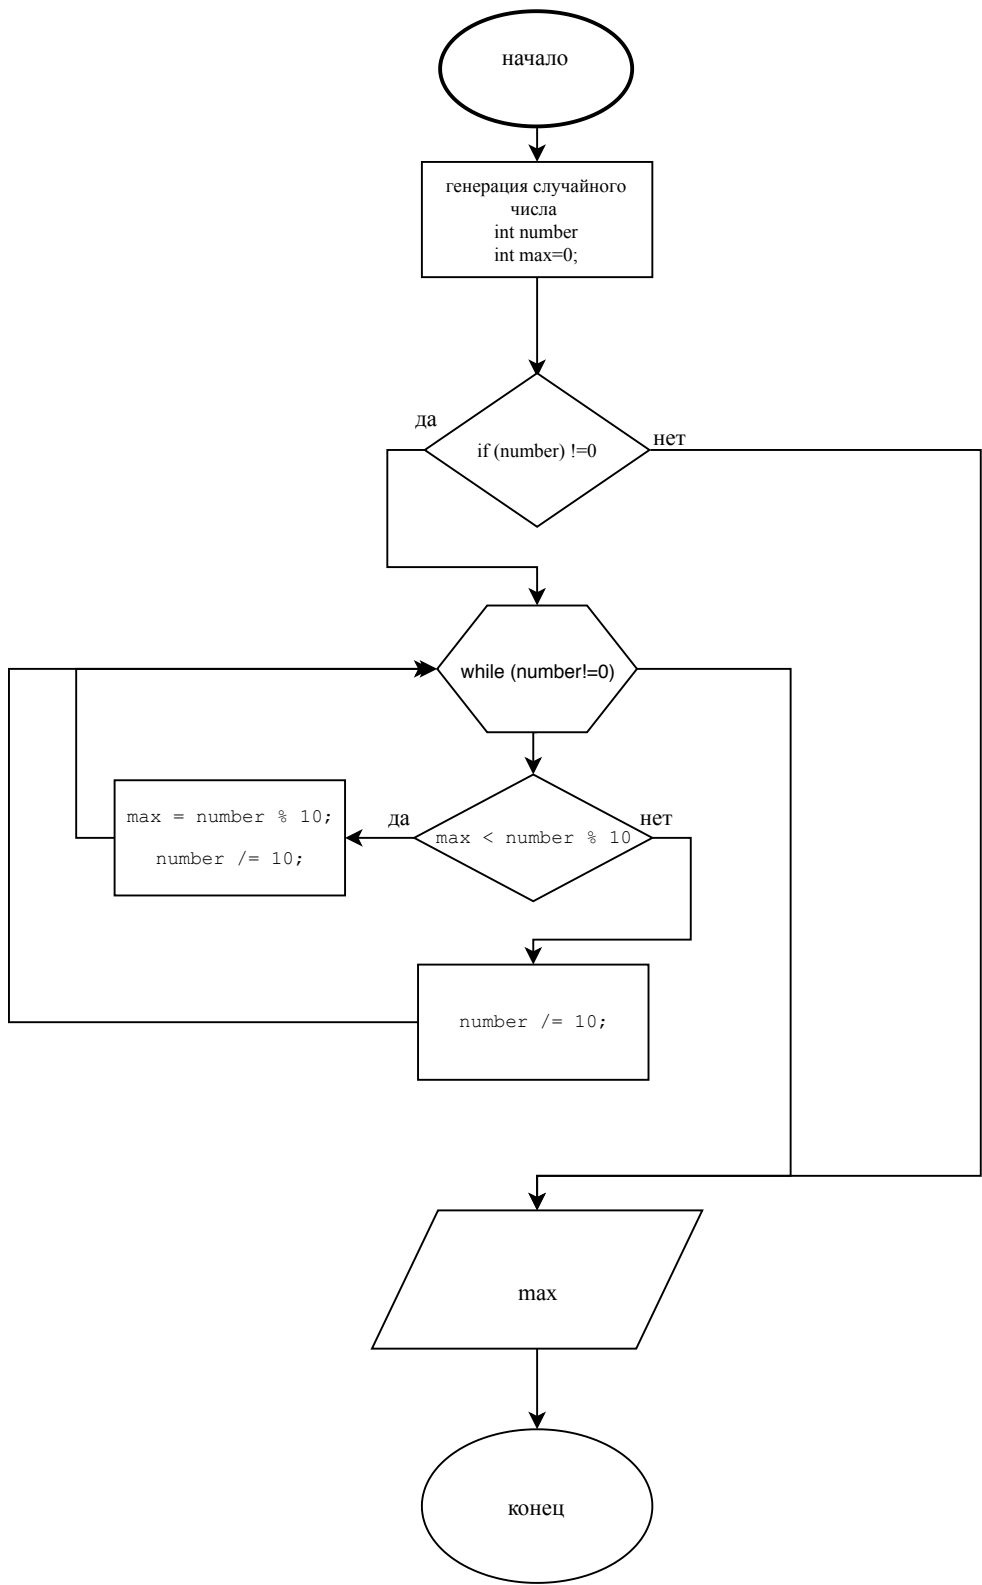 начало
генерация случайного
числа
int number
int max=0;
да
нет
if (number) !=0
while (number!=0)
max = number % 10;
number /= 10;
да
нет
max < number % 10
number /= 10;
max
конец